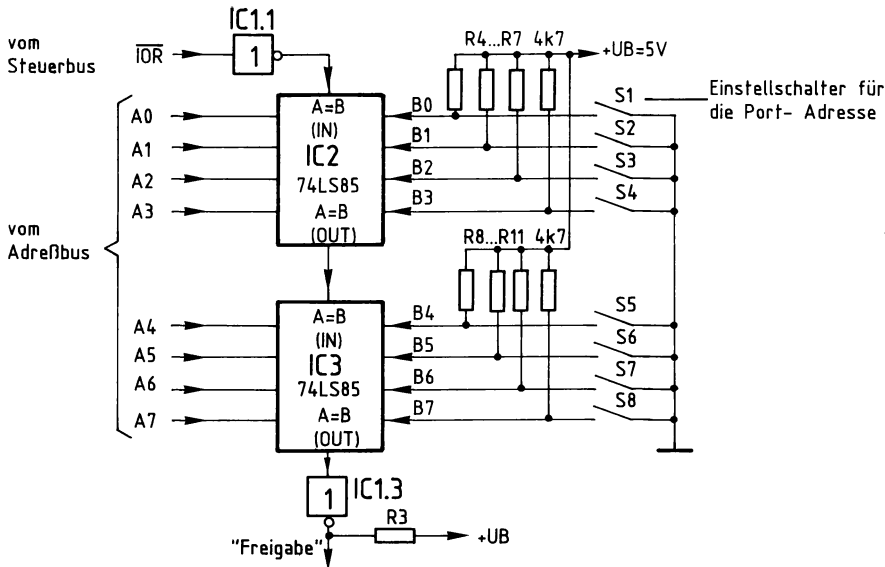 IC1.1
vom
Steuerbus
IOR
1
R4...R7 4k7
+UB=5V
Einstellschalter für
die Port- Adresse
A0
A1
A2
A3
A=B
(IN)
IC2
74LS85
A=B
(OUT)
B0
B1
B2
B3
S1
S2
S3
S4
vom
Adreßbus
R8...R11 4k7
A4
A5
A6
A7
A=B
(IN)
IC3
74LS85
A=B
(OUT)
B4
B5
B6
B7
S5
S6
S7
S8
1
IC1.3
R3
+UB
"Freigabe"